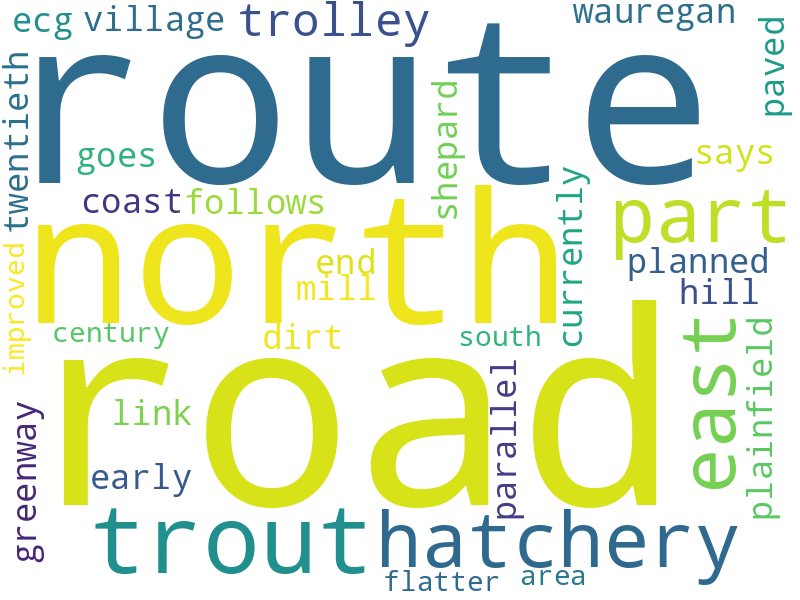 ecg village trolley wauregan
route
twentieth
paved
shepard
goes
says
coast follows
currently
part
north
end
mill
planned
hill
improved
century
dirt
south
road
east
plainfield
parallel
greenway
link
early
trout hatchery
flatter area